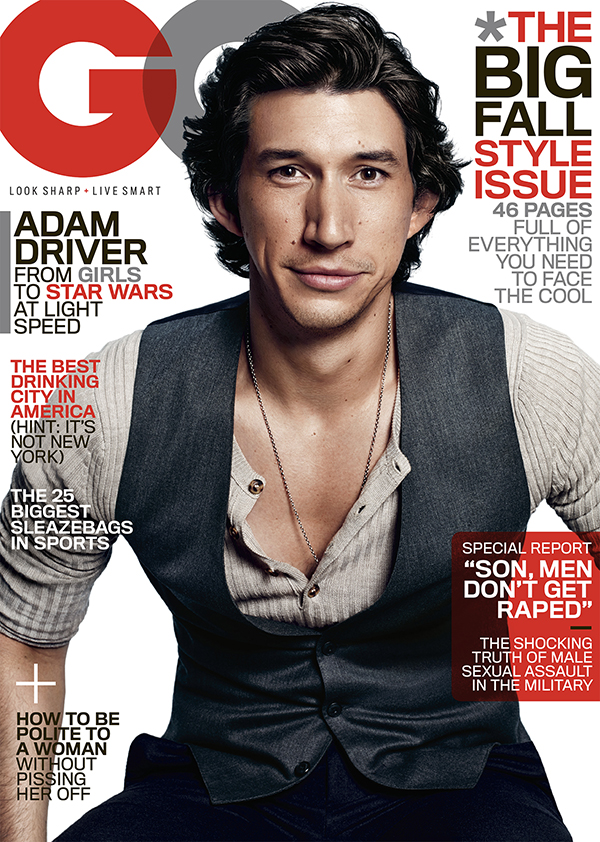 GQ
LOOK SHARP + LIVE SMART
*THE
BIG
FALL
STYLE
ISSUE
46 PAGES
FULL OF
EVERYTHING
YOU NEED
TO FACE
THE COOL
ADAM
DRIVER
FROM GIRLS
TO STAR WARS
AT LIGHT
SPEED
THE BEST
DRINKING
CITY IN
AMERICA
(HINT: IT'S
NOT NEW
YORK)
THE 25
BIGGEST
SLEAZEBAGS
IN SPORTS
SPECIAL REPORT
“SON, MEN
DON'T GET
RAPED”
THE SHOCKING
TRUTH OF MALE
SEXUAL ASSAULT
IN THE MILITARY
+
HOW TO BE
POLITE TO
A WOMAN
WITHOUT
PISSING
HER OFF